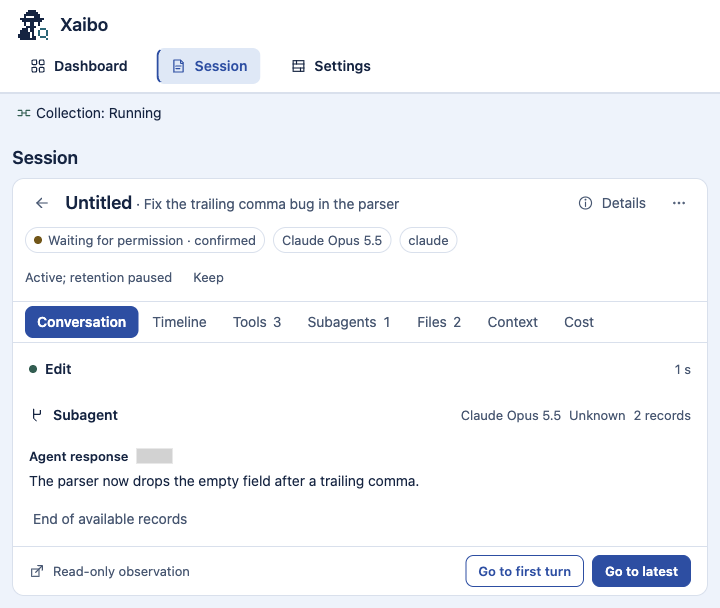 Xaibo
Dashboard Session Settings
Collection: Running
Session
Untitled · Fix the trailing comma bug in the parser Details ...
Waiting for permission · confirmed Claude Opus 5.5 claude
Active; retention paused Keep
Conversation Timeline Tools 3 Subagents 1 Files 2 Context Cost
Edit 1 s
Subagent Claude Opus 5.5 Unknown 2 records
Agent response
The parser now drops the empty field after a trailing comma.
End of available records
Read-only observation Go to first turn Go to latest